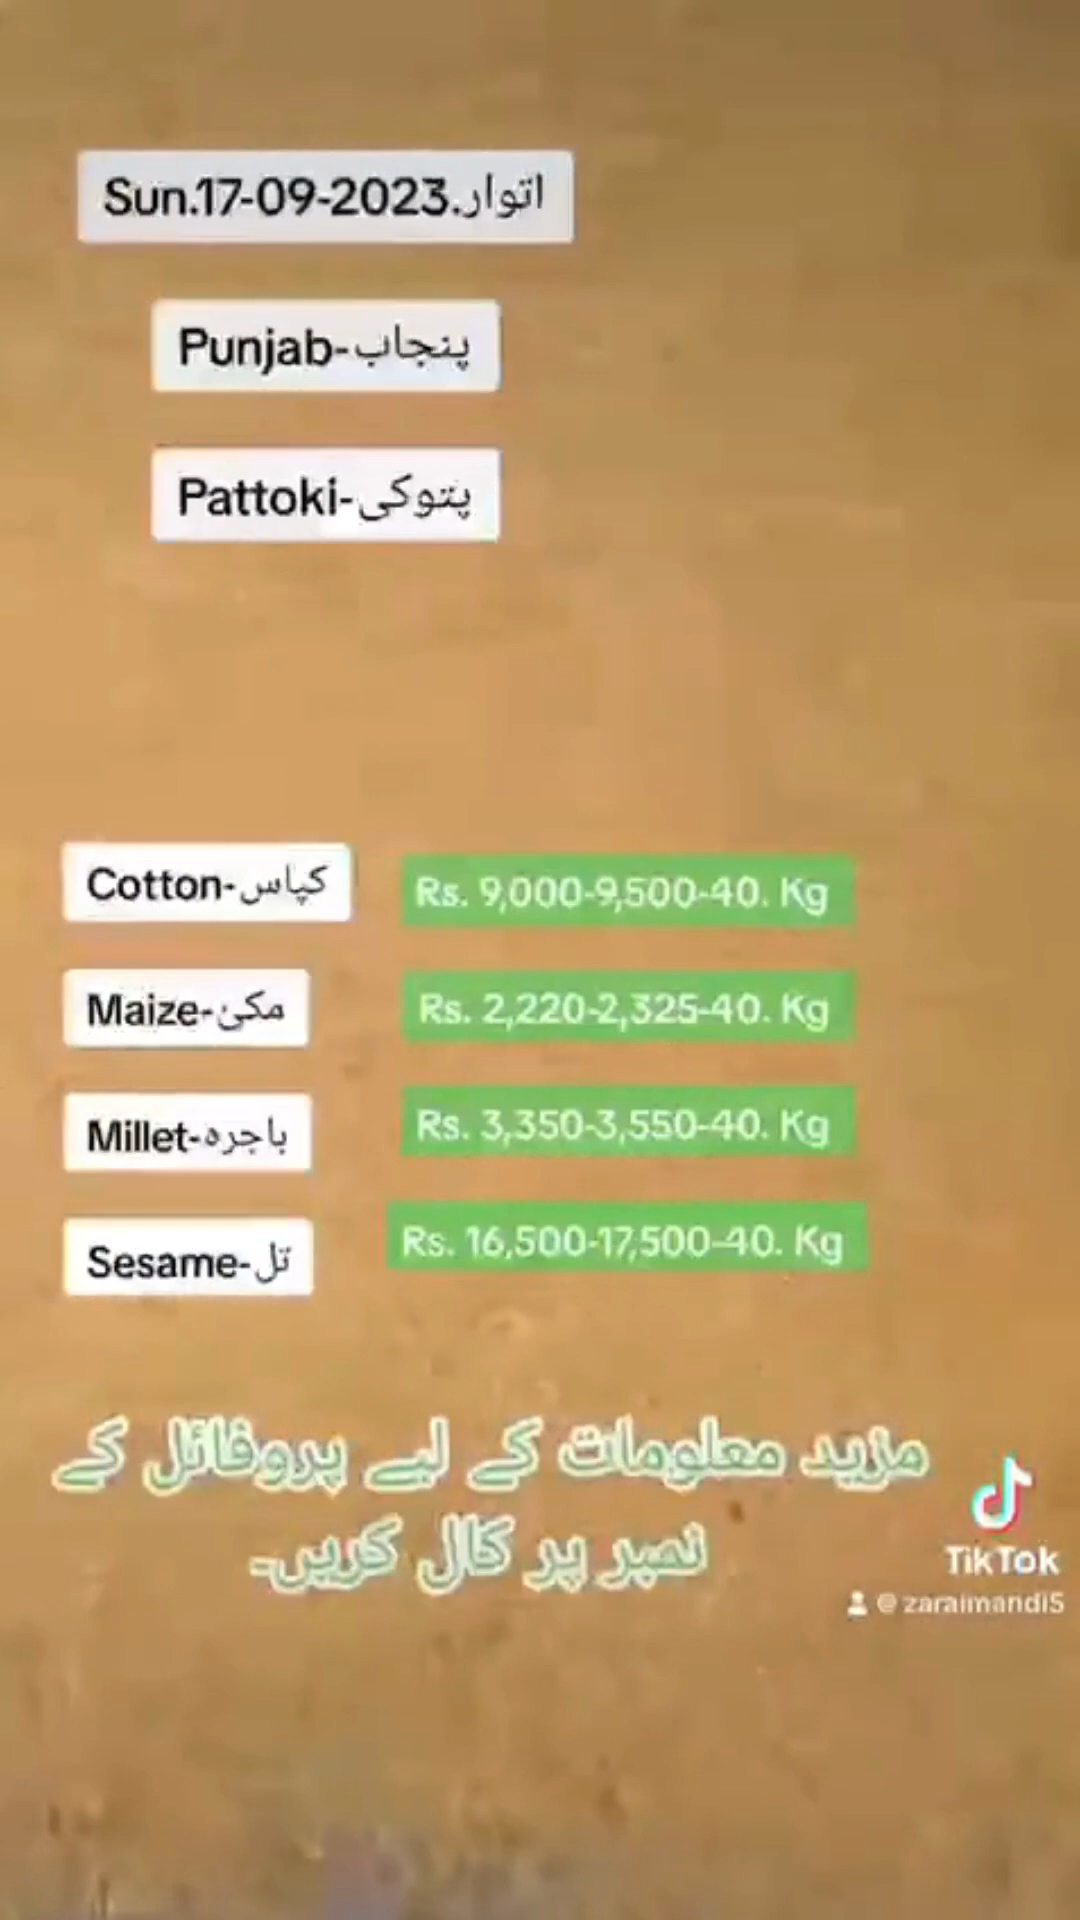 Sun.17-09-2023.اتوار
Punjab-پنجاب
Pattoki-پتوکی
Cotton-کپاس Rs. 9,000-9,500-40. Kg
Maize-مکئ Rs. 2,220-2,325-40. Kg
Millet-باجرہ Rs. 3,350-3,550-40. Kg
Sesame-تل Rs. 16,500-17,500-40. Kg
مزید معلومات کے لیے پروفائل کے
نمبر پر کال کریں۔
TikTok
@zaraimandi5